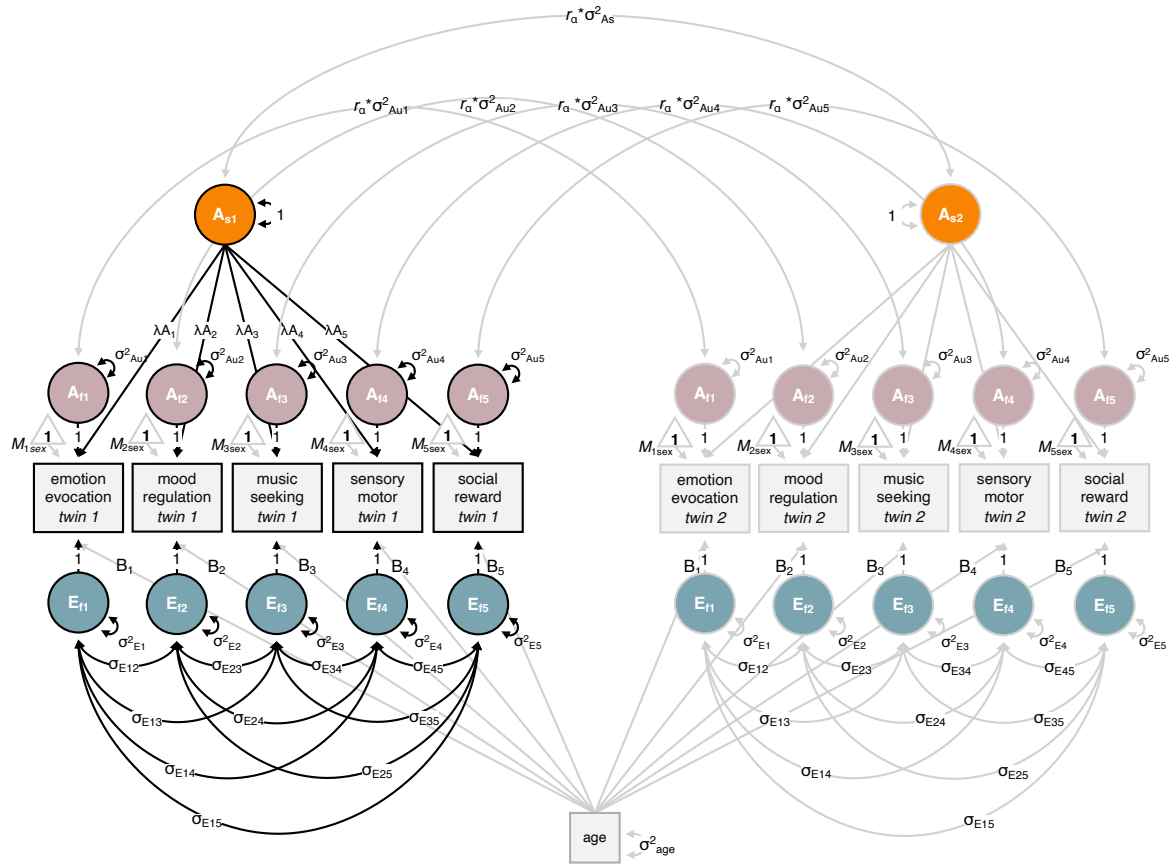 rα*σ²As
rα*σ²Au1 rα*σ²Au2 rα*σ²Au3 rα*σ²Au4 rα*σ²Au5
As1 1 1 As2
λA1 λA2 λA3 λA4 λA5
σ²Au1 σ²Au2 σ²Au3 σ²Au4 σ²Au5 σ²Au1 σ²Au2 σ²Au3 σ²Au4 σ²Au5
Af1 Af2 Af3 Af4 Af5 Af1 Af2 Af3 Af4 Af5
1 1 1 1 1 1 1 1 1 1 1 1 1 1 1 1 1 1 1 1
M1sex M2sex M3sex M4sex M5sex M1sex M2sex M3sex M4sex M5sex
emotion mood music sensory social emotion mood music sensory social
evocation regulation seeking motor reward evocation regulation seeking motor reward
twin 1 twin 1 twin 1 twin 1 twin 1 twin 2 twin 2 twin 2 twin 2 twin 2
1 1 1 1 1 1 1 1 1 1
B1 B2 B3 B4 B5 B1 B2 B3 B4 B5
Ef1 Ef2 Ef3 Ef4 Ef5 Ef1 Ef2 Ef3 Ef4 Ef5
σ²E1 σ²E2 σ²E3 σ²E4 σ²E5 σ²E1 σ²E2 σ²E3 σ²E4 σ²E5
σE12 σE23 σE34 σE45 σE12 σE23 σE34 σE45
σE13 σE24 σE35 σE13 σE24 σE35
σE14 σE25 σE14 σE25
σE15 σE15
age σ²age